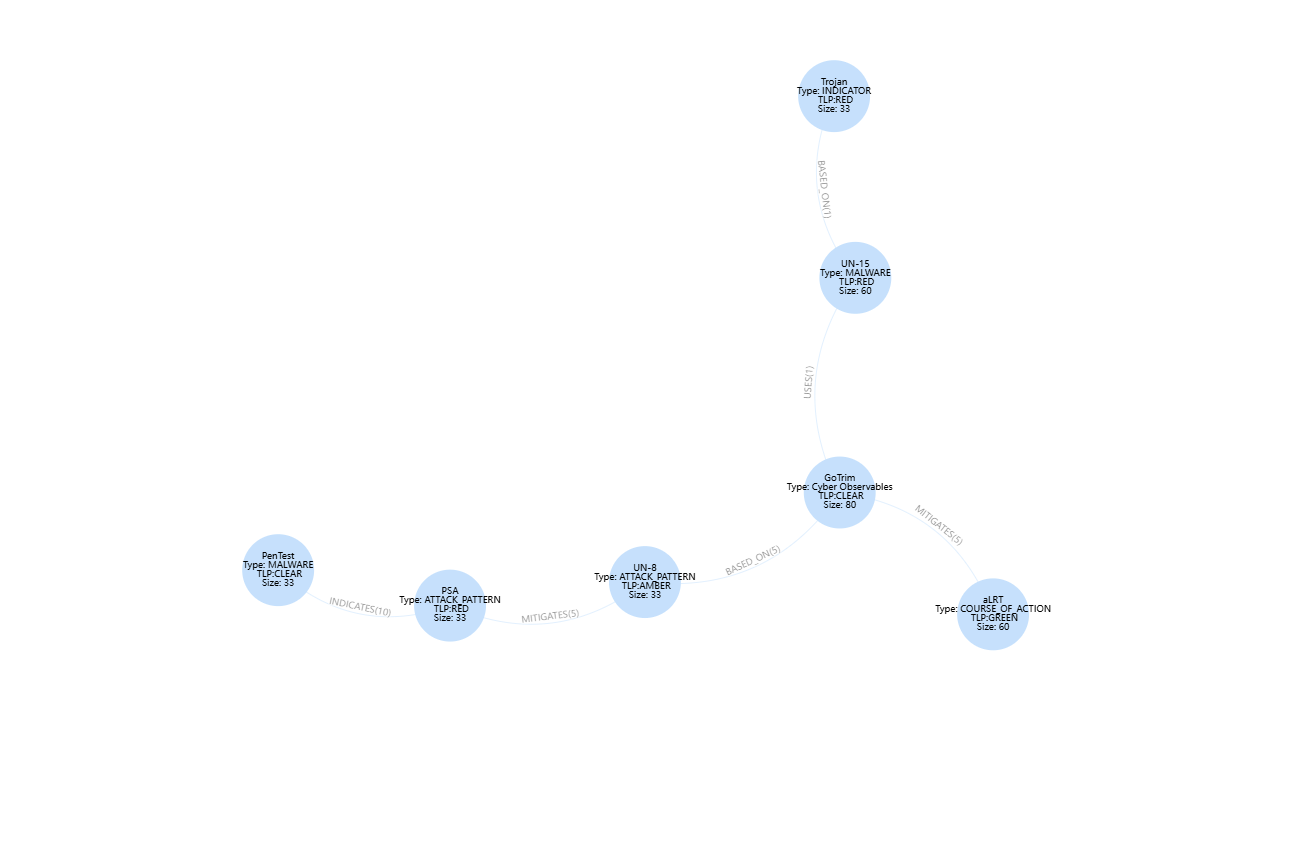 Trojan
Type: INDICATOR
TLP:RED
Size: 33
BASED_ON(1)
UN-15
Type: MALWARE
TLP:RED
Size: 60
USES(1)
GoTrim
Type: Cyber Observables
TLP:CLEAR
Size: 80
MITIGATES(5)
BASED_ON(5)
PenTest
Type: MALWARE
TLP:CLEAR
Size: 33
INDICATES(10)
PSA
Type: ATTACK_PATTERN
TLP:RED
Size: 33
MITIGATES(5)
UN-8
Type: ATTACK_PATTERN
TLP:AMBER
Size: 33
aLRT
Type: COURSE_OF_ACTION
TLP:GREEN
Size: 60